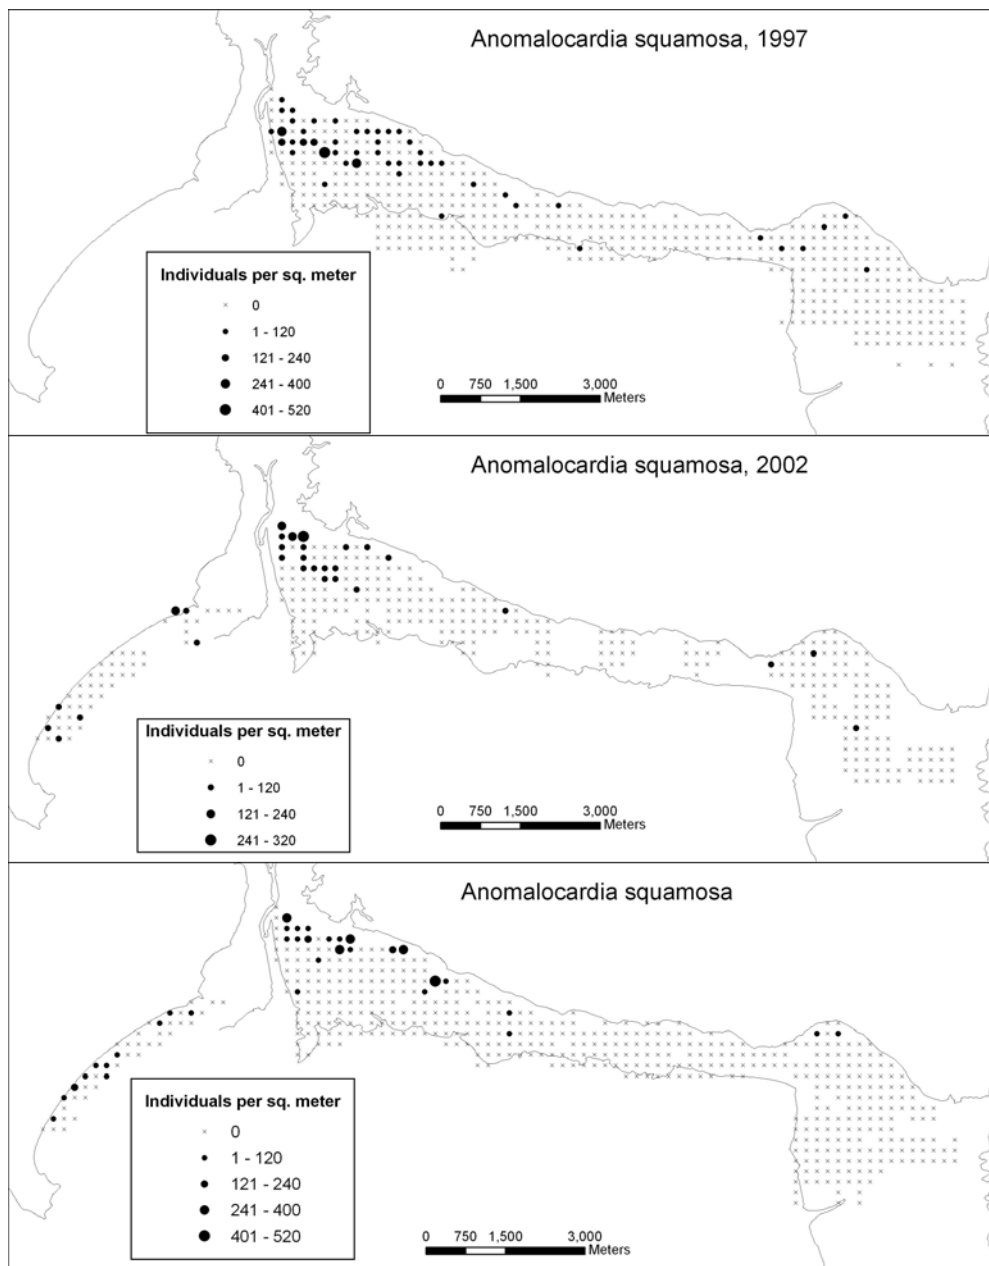 Anomalocardia squamosa, 1997
Individuals per sq. meter
0
1 - 120
121 - 240
241 - 400
401 - 520
0 750 1,500 3,000
Meters
Anomalocardia squamosa, 2002
Individuals per sq. meter
0
1 - 120
121 - 240
241 - 320
0 750 1,500 3,000
Meters
Anomalocardia squamosa
Individuals per sq. meter
0
1 - 120
121 - 240
241 - 400
401 - 520
0 750 1,500 3,000
Meters